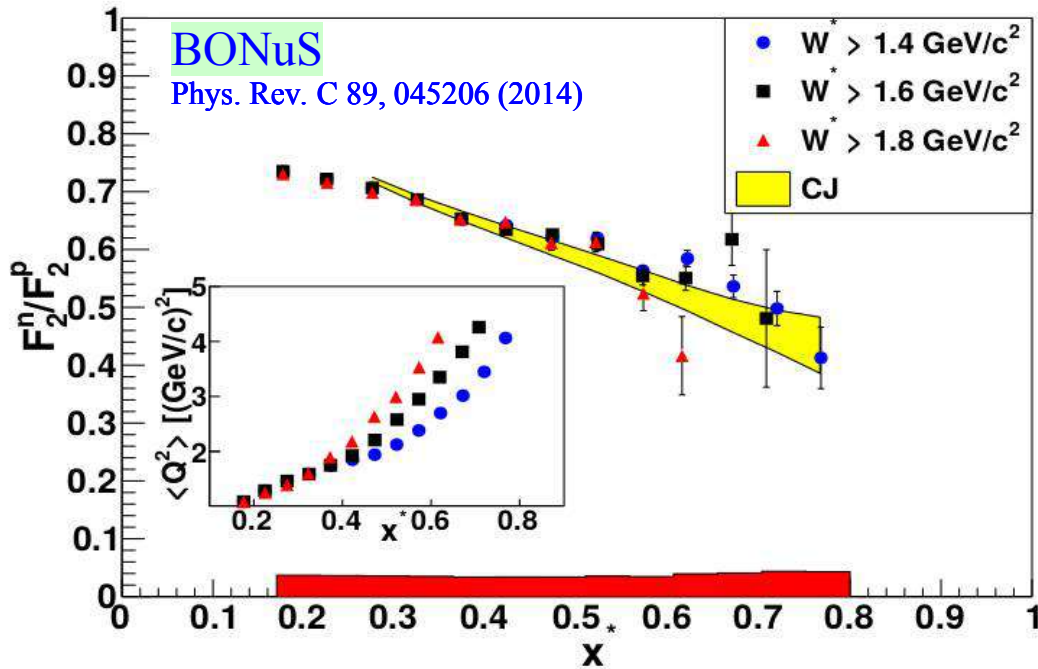 BONuS
Phys. Rev. C 89, 045206 (2014)
W* > 1.4 GeV/c²
W* > 1.6 GeV/c²
W* > 1.8 GeV/c²
CJ
F₂ⁿ/F₂ᵖ
1
0.9
0.8
0.7
0.6
0.5
0.4
0.3
0.2
0.1
0
<Q²> [(GeV/c)²]
5
4
3
2
0.2 0.4 0.6 0.8
x*
0 0.1 0.2 0.3 0.4 0.5 0.6 0.7 0.8 0.9 1
x*